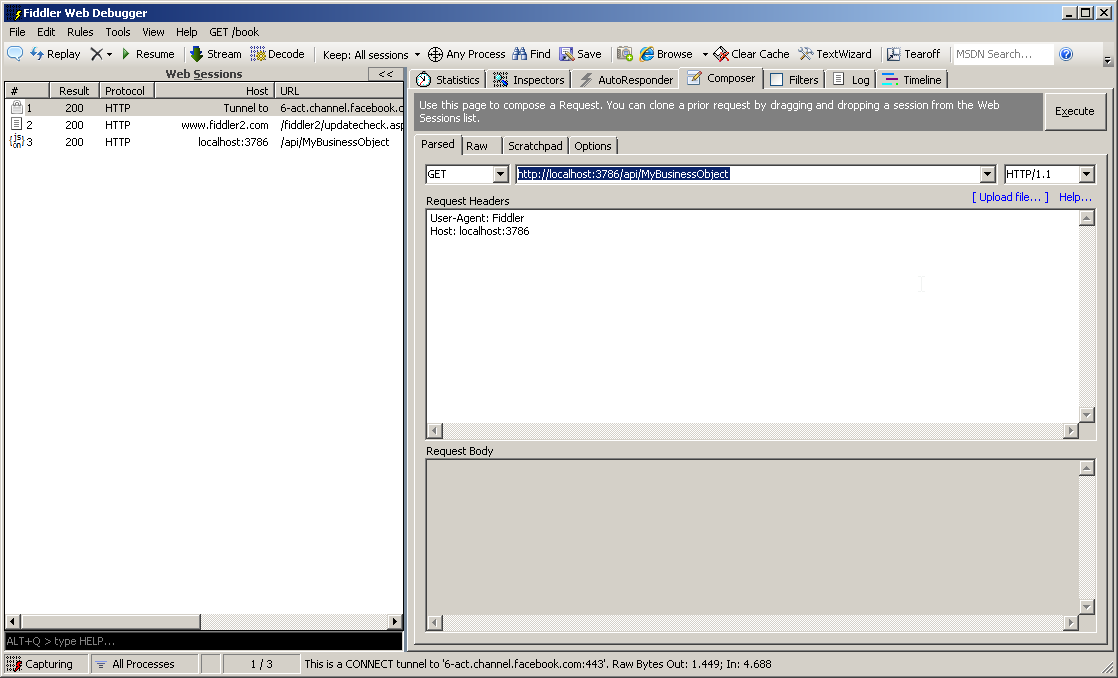 Fiddler Web Debugger
File Edit Rules Tools View Help GET /book
Replay Resume Stream Decode Keep: All sessions Any Process Find Save Browse Clear Cache TextWizard Tearoff MSDN Search...
Web Sessions <<
# Result Protocol Host URL
1 200 HTTP Tunnel to 6-act.channel.facebook.c
2 200 HTTP www.fiddler2.com /fiddler2/updatecheck.asp
3 200 HTTP localhost:3786 /api/MyBusinessObject
ALT+Q > type HELP...
Statistics Inspectors AutoResponder Composer Filters Log Timeline
Use this page to compose a Request. You can clone a prior request by dragging and dropping a session from the Web
Sessions list.
Execute
Parsed Raw Scratchpad Options
GET http://localhost:3786/api/MyBusinessObject HTTP/1.1
Request Headers [ Upload file... ] Help...
User-Agent: Fiddler
Host: localhost:3786
Request Body
Capturing All Processes 1 / 3 This is a CONNECT tunnel to '6-act.channel.facebook.com:443'. Raw Bytes Out: 1.449; In: 4.688